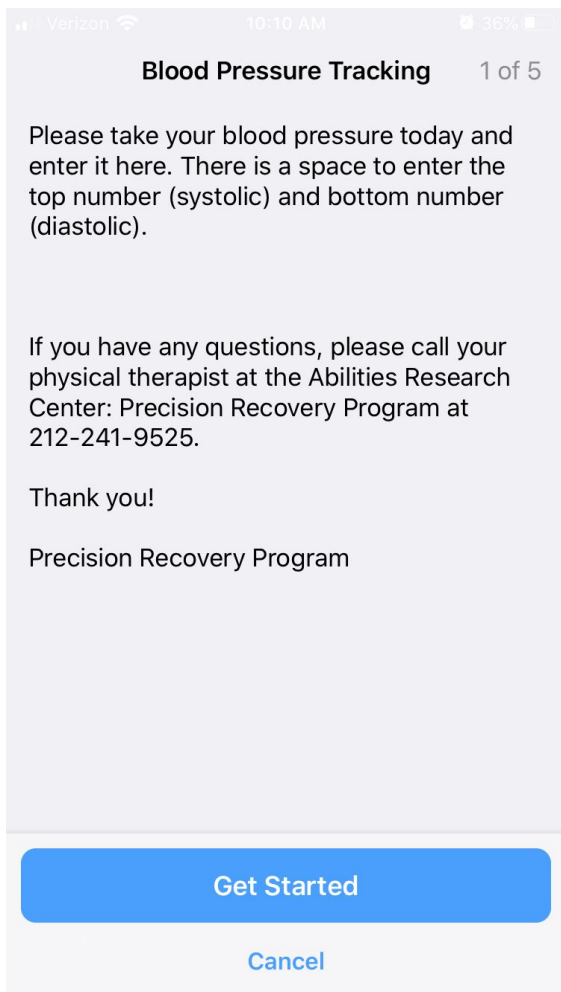 Verizon 10:10 AM 36%
Blood Pressure Tracking 1 of 5
Please take your blood pressure today and
enter it here. There is a space to enter the
top number (systolic) and bottom number
(diastolic).
If you have any questions, please call your
physical therapist at the Abilities Research
Center: Precision Recovery Program at
212-241-9525.
Thank you!
Precision Recovery Program
Get Started
Cancel